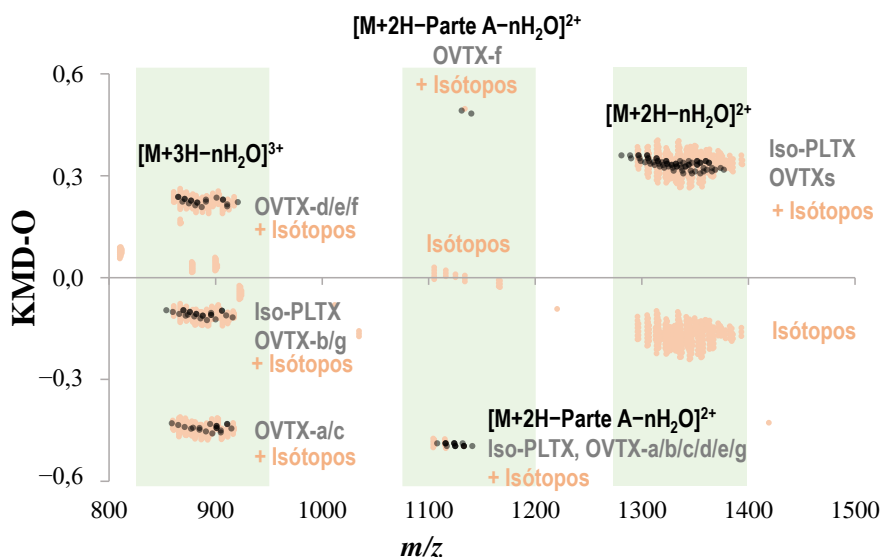 [M+2H−Parte A−nH₂O]²⁺
OVTX-f
+ Isótopos
0,6
[M+2H−nH₂O]²⁺
[M+3H−nH₂O]³⁺
Iso-PLTX
OVTXs
+ Isótopos
0,3
OVTX-d/e/f
+ Isótopos
Isótopos
KMD-O
0,0
Iso-PLTX
OVTX-b/g
+ Isótopos
Isótopos
−0,3
[M+2H−Parte A−nH₂O]²⁺
OVTX-a/c
+ Isótopos
Iso-PLTX, OVTX-a/b/c/d/e/g
+ Isótopos
−0,6
800 900 1000 1100 1200 1300 1400 1500
m/z